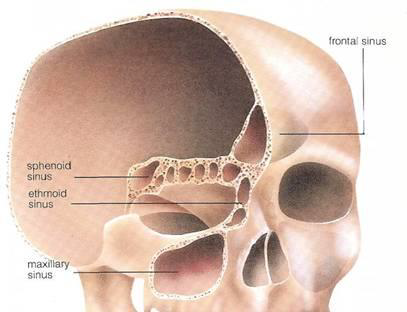 frontal sinus
sphenoid
sinus
ethmoid
sinus
maxillary
sinus